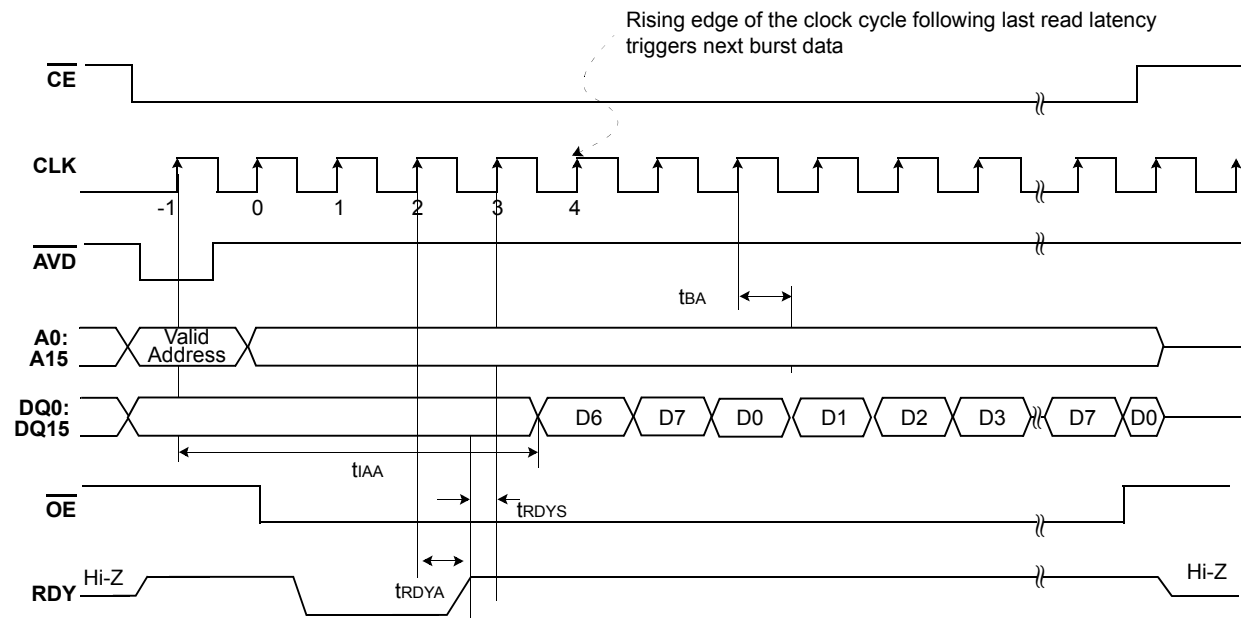 Rising edge of the clock cycle following last read latency
triggers next burst data
CE
CLK
-1 0 1 2 3 4
AVD
tBA
A0:
A15
Valid
Address
DQ0:
DQ15
D6 D7 D0 D1 D2 D3 D7 D0
tIAA
OE
tRDYS
Hi-Z
RDY
tRDYA
Hi-Z